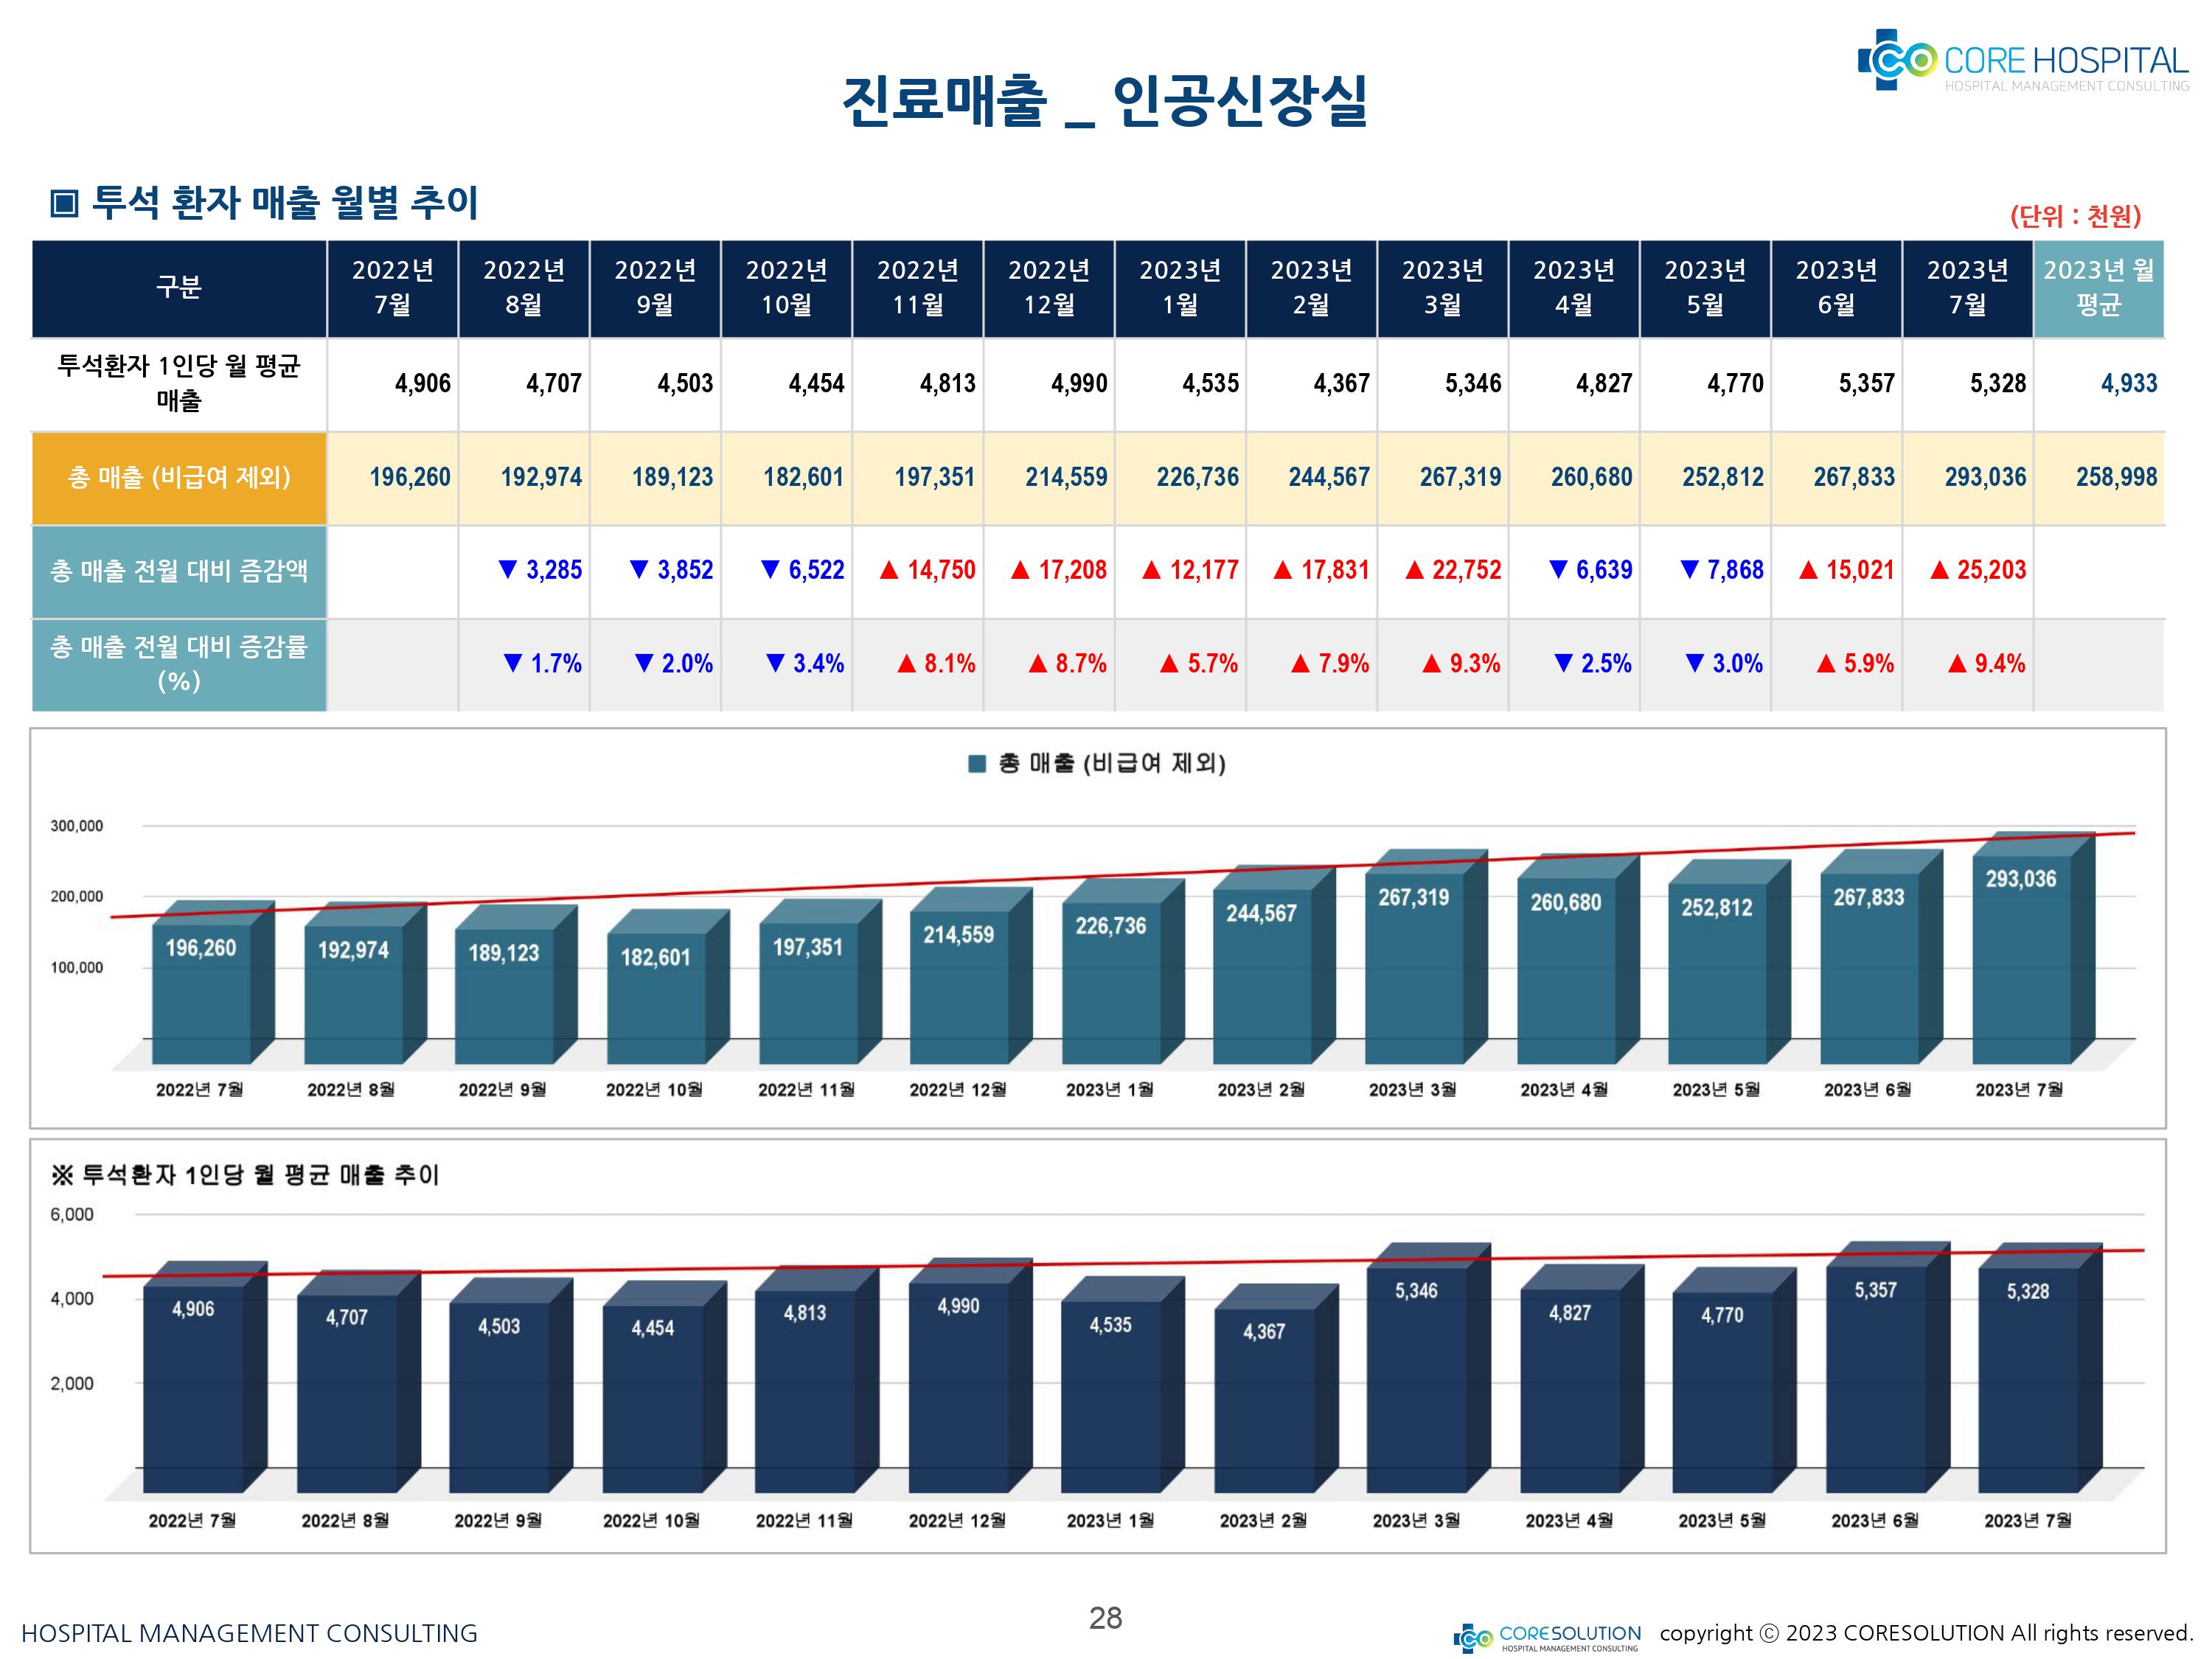 CORE HOSPITAL
HOSPITAL MANAGEMENT CONSULTING
진료매출 _ 인공신장실
▣ 투석 환자 매출 월별 추이
(단위 : 천원)
구분 2022년 7월 2022년 8월 2022년 9월 2022년 10월 2022년 11월 2022년 12월 2023년 1월 2023년 2월 2023년 3월 2023년 4월 2023년 5월 2023년 6월 2023년 7월 2023년 월 평균
투석환자 1인당 월 평균 매출 4,906 4,707 4,503 4,454 4,813 4,990 4,535 4,367 5,346 4,827 4,770 5,357 5,328 4,933
총 매출 (비급여 제외) 196,260 192,974 189,123 182,601 197,351 214,559 226,736 244,567 267,319 260,680 252,812 267,833 293,036 258,998
총 매출 전월 대비 증감액 ▼ 3,285 ▼ 3,852 ▼ 6,522 ▲ 14,750 ▲ 17,208 ▲ 12,177 ▲ 17,831 ▲ 22,752 ▼ 6,639 ▼ 7,868 ▲ 15,021 ▲ 25,203
총 매출 전월 대비 증감률 (%) ▼ 1.7% ▼ 2.0% ▼ 3.4% ▲ 8.1% ▲ 8.7% ▲ 5.7% ▲ 7.9% ▲ 9.3% ▼ 2.5% ▼ 3.0% ▲ 5.9% ▲ 9.4%
■ 총 매출 (비급여 제외)
300,000
200,000
100,000
196,260 192,974 189,123 182,601 197,351 214,559 226,736 244,567 267,319 260,680 252,812 267,833 293,036
2022년 7월 2022년 8월 2022년 9월 2022년 10월 2022년 11월 2022년 12월 2023년 1월 2023년 2월 2023년 3월 2023년 4월 2023년 5월 2023년 6월 2023년 7월
※ 투석환자 1인당 월 평균 매출 추이
6,000
4,000
2,000
4,906 4,707 4,503 4,454 4,813 4,990 4,535 4,367 5,346 4,827 4,770 5,357 5,328
2022년 7월 2022년 8월 2022년 9월 2022년 10월 2022년 11월 2022년 12월 2023년 1월 2023년 2월 2023년 3월 2023년 4월 2023년 5월 2023년 6월 2023년 7월
HOSPITAL MANAGEMENT CONSULTING
28
CORESOLUTION
HOSPITAL MANAGEMENT CONSULTING
copyright ⓒ 2023 CORESOLUTION All rights reserved.